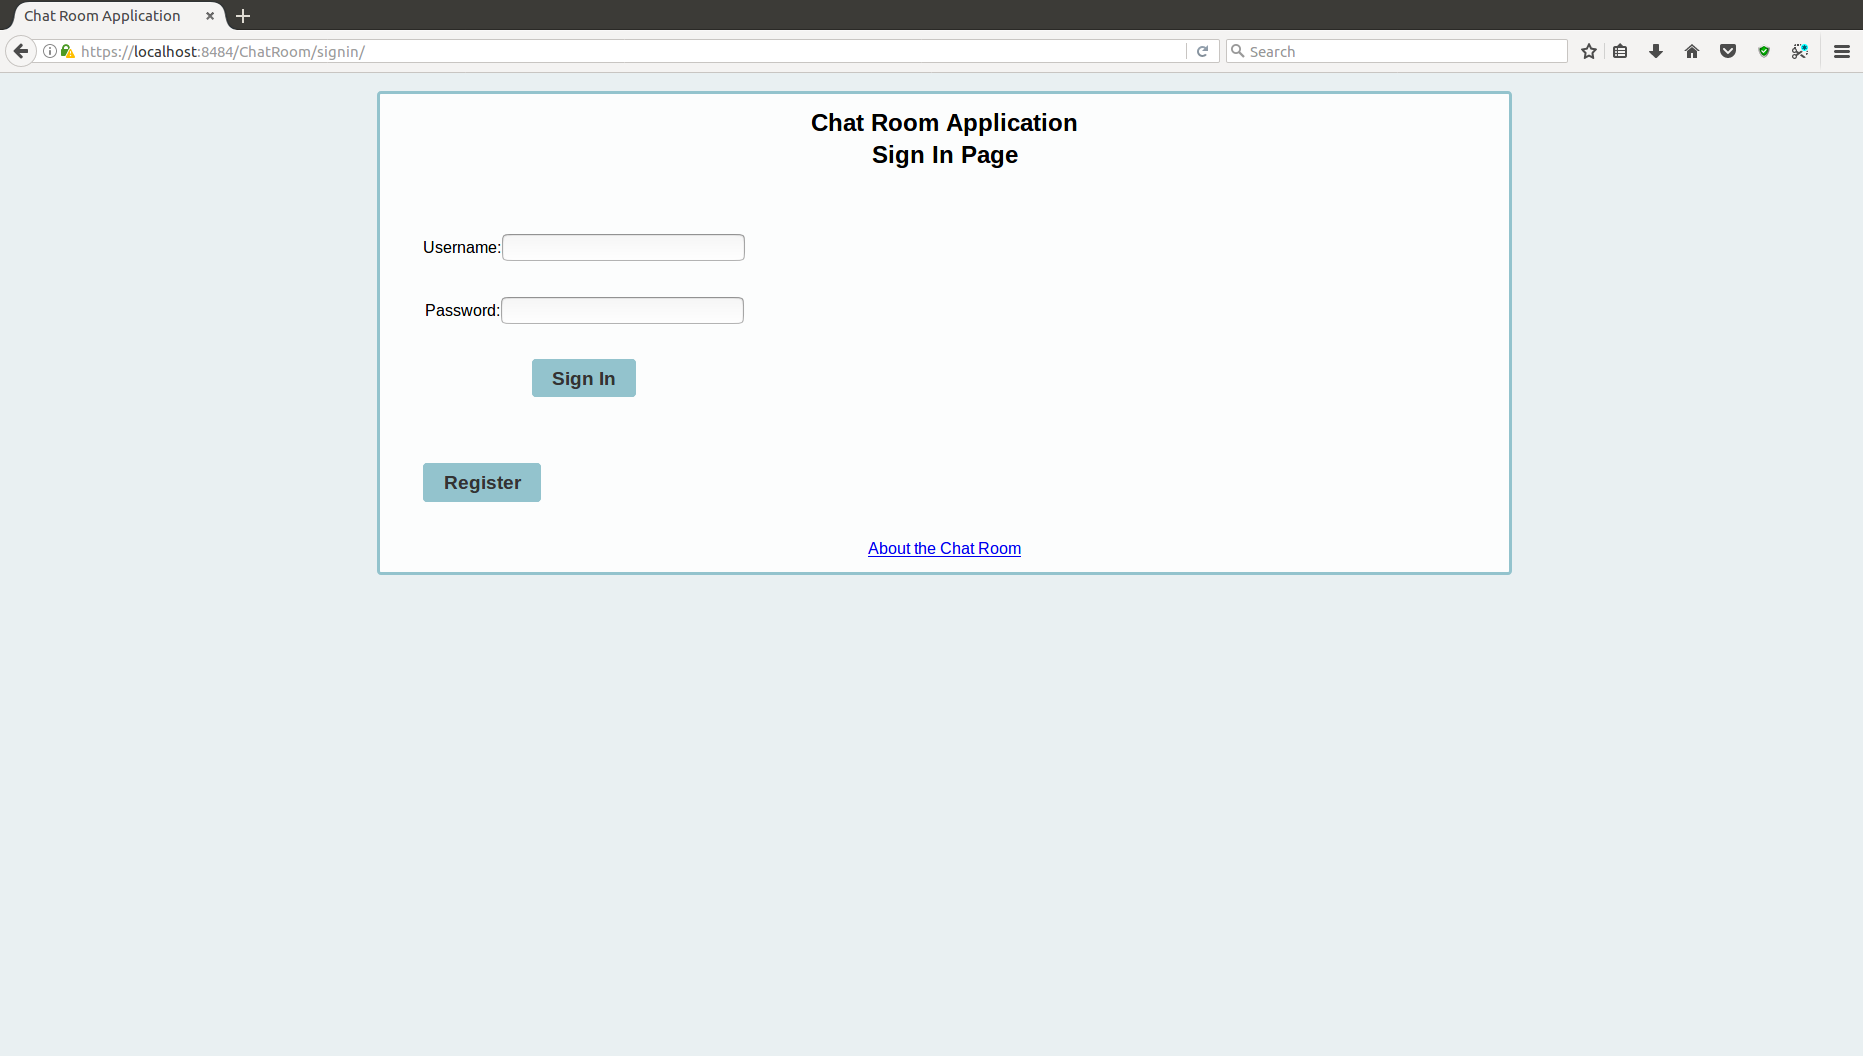 Chat Room Application
https://localhost:8484/ChatRoom/signin/
Search
Chat Room Application
Sign In Page
Username:
Password:
Sign In
Register
About the Chat Room